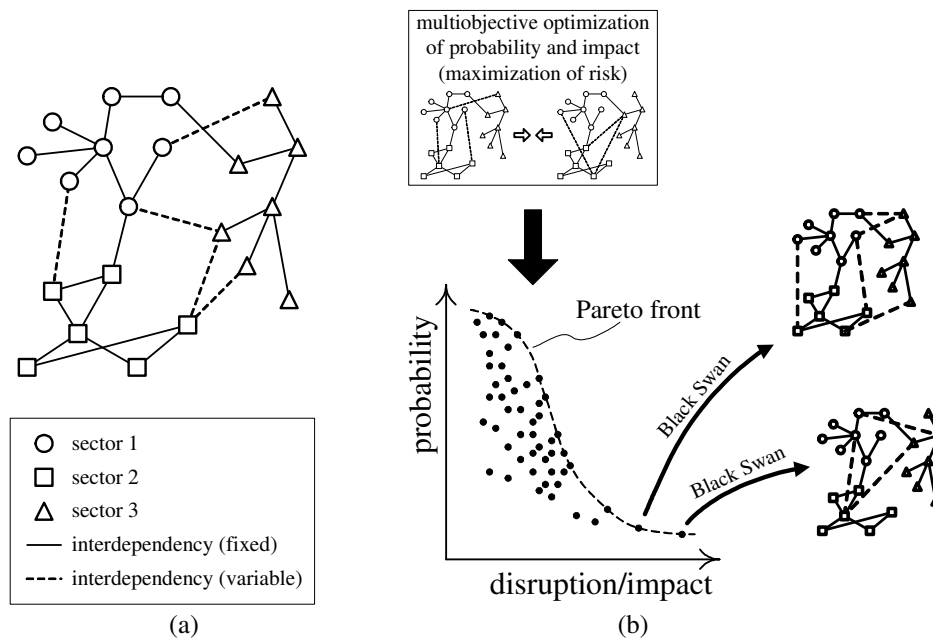 (a)
sector 1
sector 2
sector 3
interdependency (fixed)
interdependency (variable)
multiobjective optimization
of probability and impact
(maximization of risk)
Pareto front
probability
disruption/impact
Black Swan
Black Swan
(b)